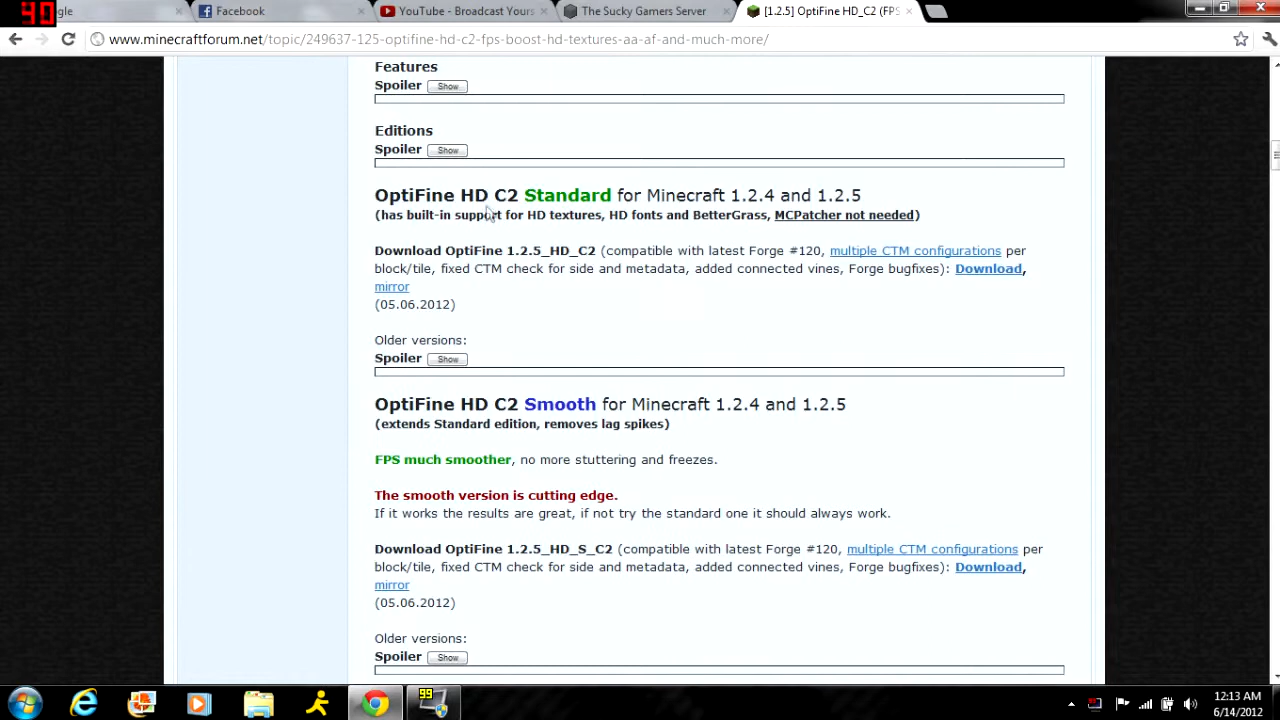 40
gle
Facebook
YouTube - Broadcast Yours
The Sucky Gamers Server
[1.2.5] OptiFine HD_C2 (FPS
www.minecraftforum.net/topic/249637-125-optifine-hd-c2-fps-boost-hd-textures-aa-af-and-much-more/
Features
Spoiler Show
Editions
Spoiler Show
OptiFine HD C2 Standard for Minecraft 1.2.4 and 1.2.5
(has built-in support for HD textures, HD fonts and BetterGrass, MCPatcher not needed)
Download OptiFine 1.2.5_HD_C2 (compatible with latest Forge #120, multiple CTM configurations per
block/tile, fixed CTM check for side and metadata, added connected vines, Forge bugfixes): Download,
mirror
(05.06.2012)
Older versions:
Spoiler Show
OptiFine HD C2 Smooth for Minecraft 1.2.4 and 1.2.5
(extends Standard edition, removes lag spikes)
FPS much smoother, no more stuttering and freezes.
The smooth version is cutting edge.
If it works the results are great, if not try the standard one it should always work.
Download OptiFine 1.2.5_HD_S_C2 (compatible with latest Forge #120, multiple CTM configurations per
block/tile, fixed CTM check for side and metadata, added connected vines, Forge bugfixes): Download,
mirror
(05.06.2012)
Older versions:
Spoiler Show
99
12:13 AM
6/14/2012